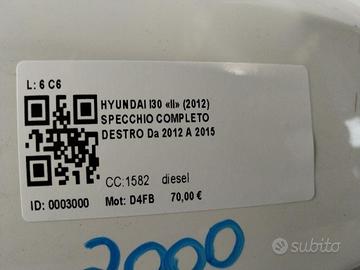 L: 6 C6
HYUNDAI I30 «II» (2012)
SPECCHIO COMPLETO
DESTRO Da 2012 A 2015
CC:1582 diesel
ID: 0003000 Mot: D4FB 70,00 €
3000
subito